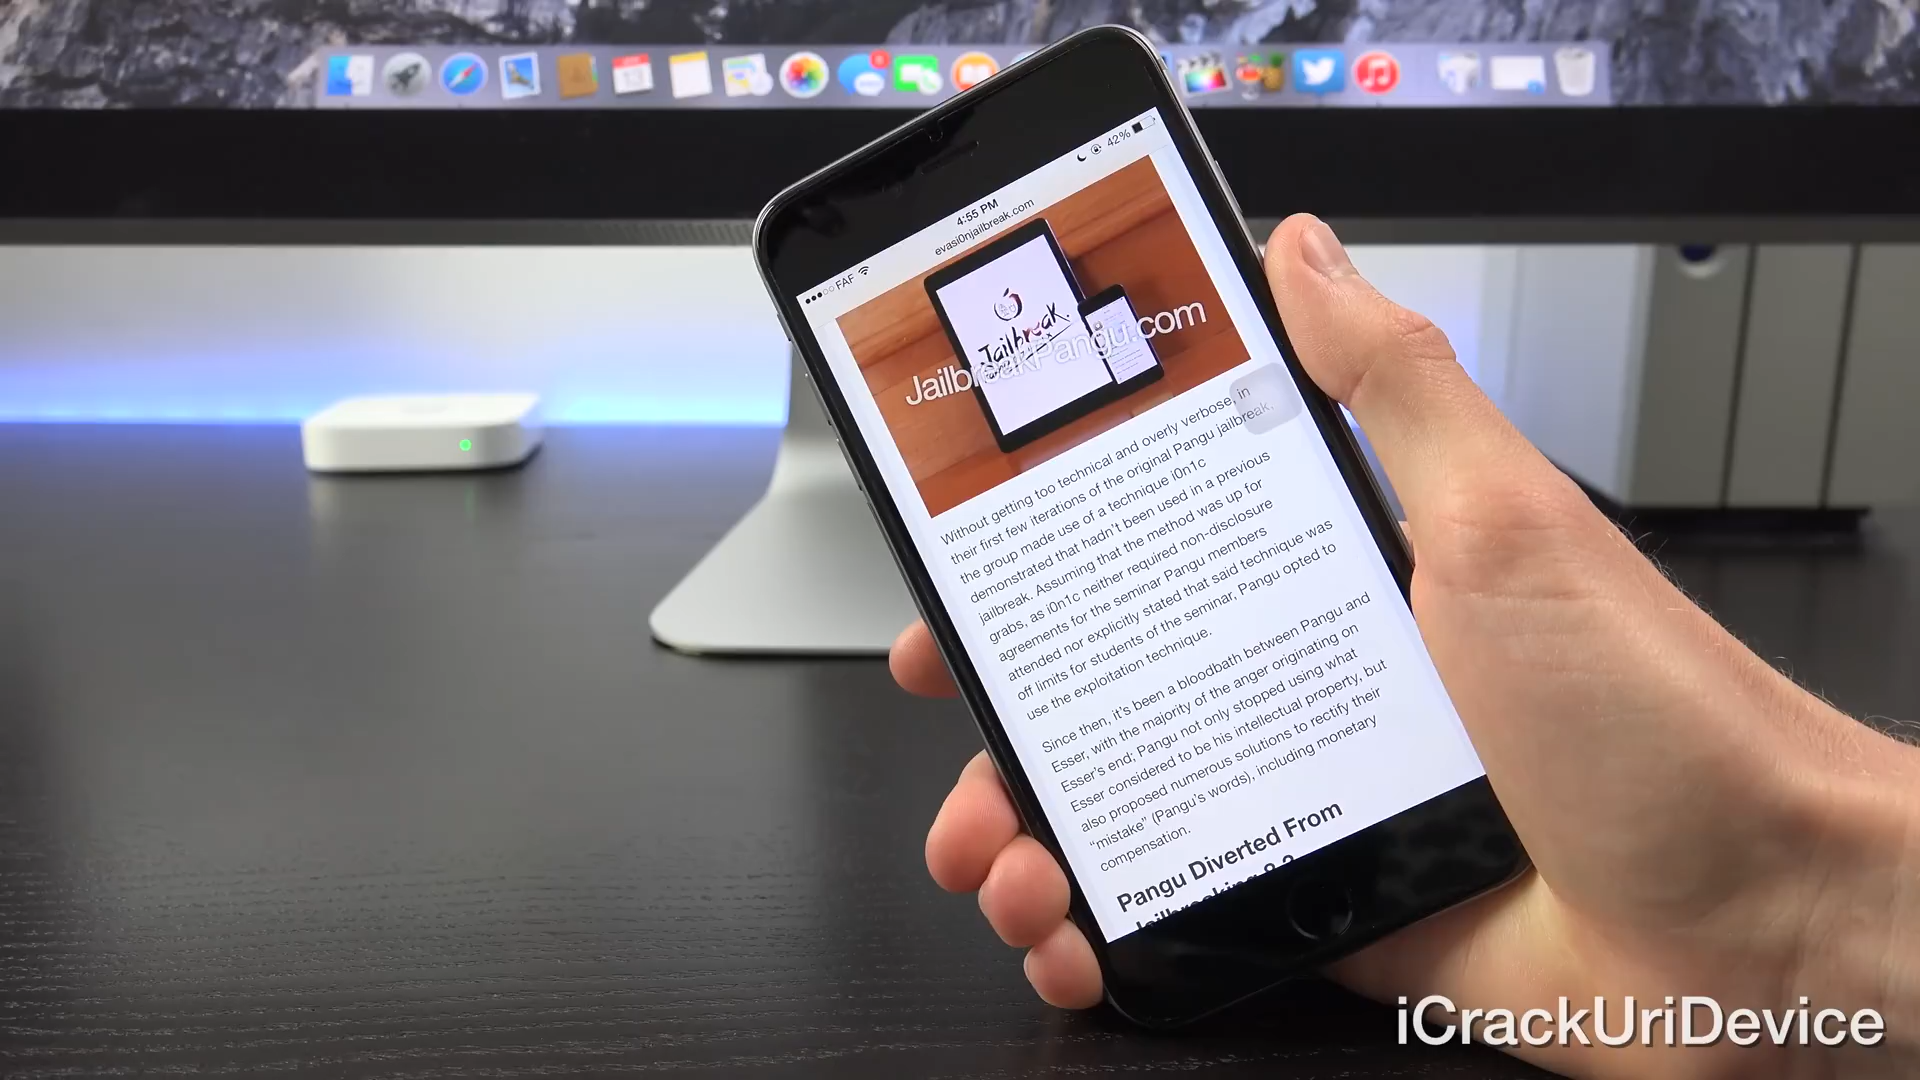 ●●●○○ FAF 4:55 PM 42%
evasi0njailbreak.com
Jailbreak.
JailbreakPangu.com
Without getting too technical and overly verbose, in
their first few iterations of the original Pangu jailbreak,
the group made use of a technique i0n1c
demonstrated that hadn't been used in a previous
jailbreak. Assuming that the method was up for
grabs, as i0n1c neither required non-disclosure
agreements for the seminar Pangu members
attended nor explicitly stated that said technique was
off limits for students of the seminar, Pangu opted to
use the exploitation technique.
Since then, it's been a bloodbath between Pangu and
Esser, with the majority of the anger originating on
Esser's end; Pangu not only stopped using what
Esser considered to be his intellectual property, but
also proposed numerous solutions to rectify their
"mistake" (Pangu's words), including monetary
compensation.
Pangu Diverted From
Jailbreaking 8.2
iCrackUriDevice